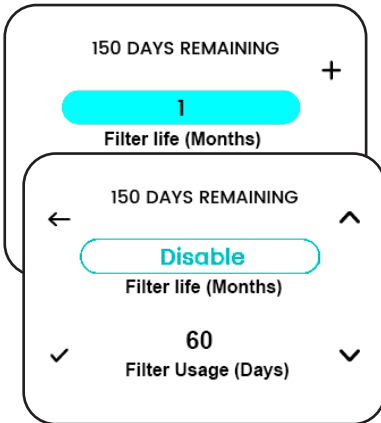 150 DAYS REMAINING
1
Filter life (Months)
150 DAYS REMAINING
Disable
Filter life (Months)
60
Filter Usage (Days)